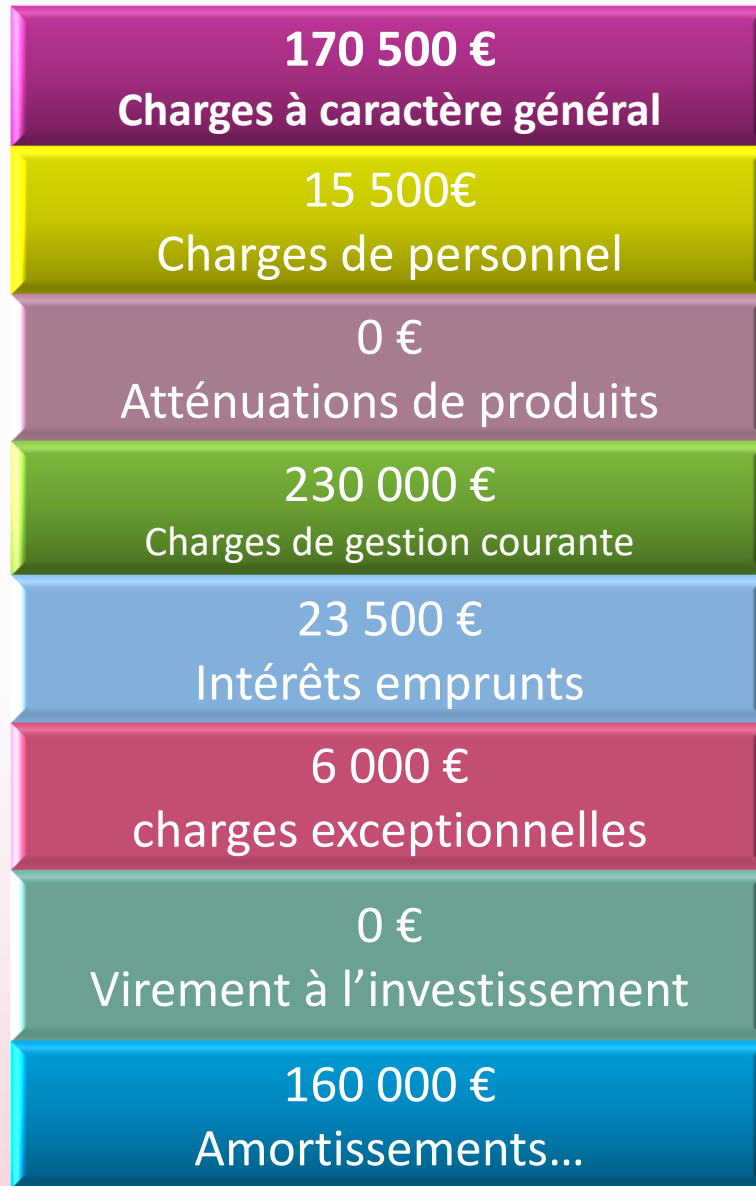 170 500 €
Charges à caractère général
15 500€
Charges de personnel
0 €
Atténuations de produits
230 000 €
Charges de gestion courante
23 500 €
Intérêts emprunts
6 000 €
charges exceptionnelles
0 €
Virement à l’investissement
160 000 €
Amortissements…